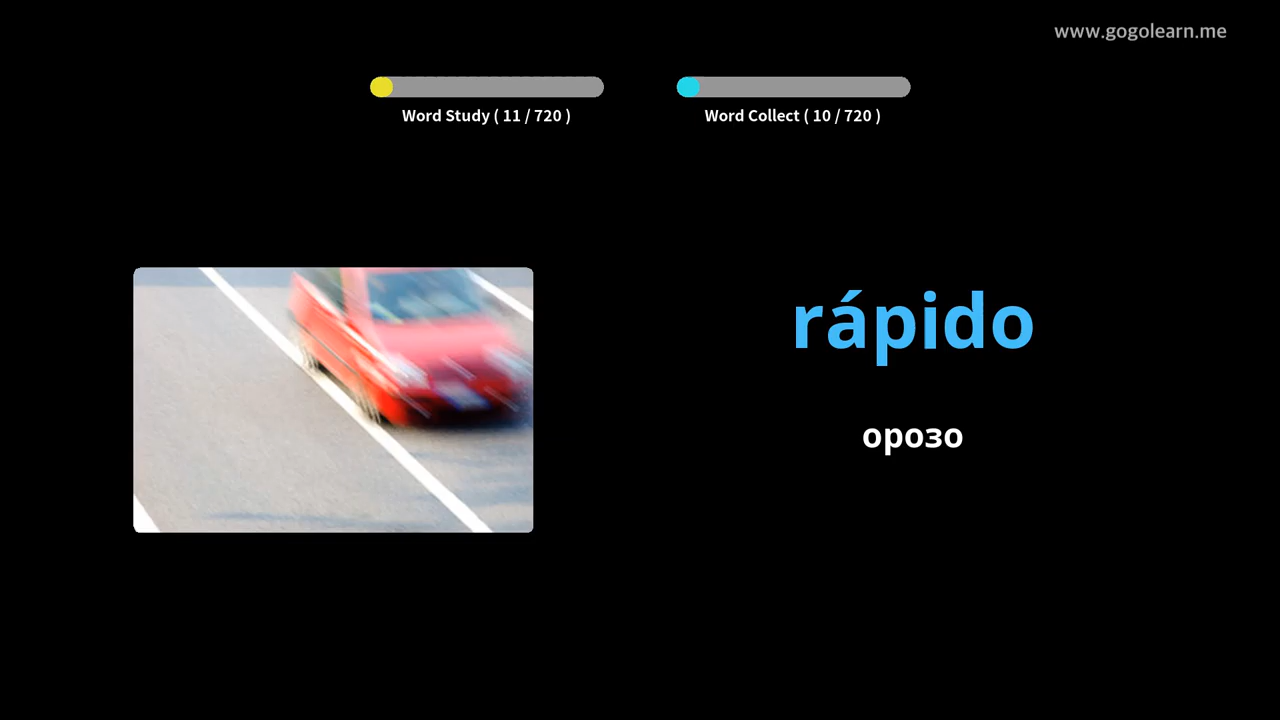 www.gogolearn.me
Word Study ( 11 / 720 )
Word Collect ( 10 / 720 )
rápido
орозо